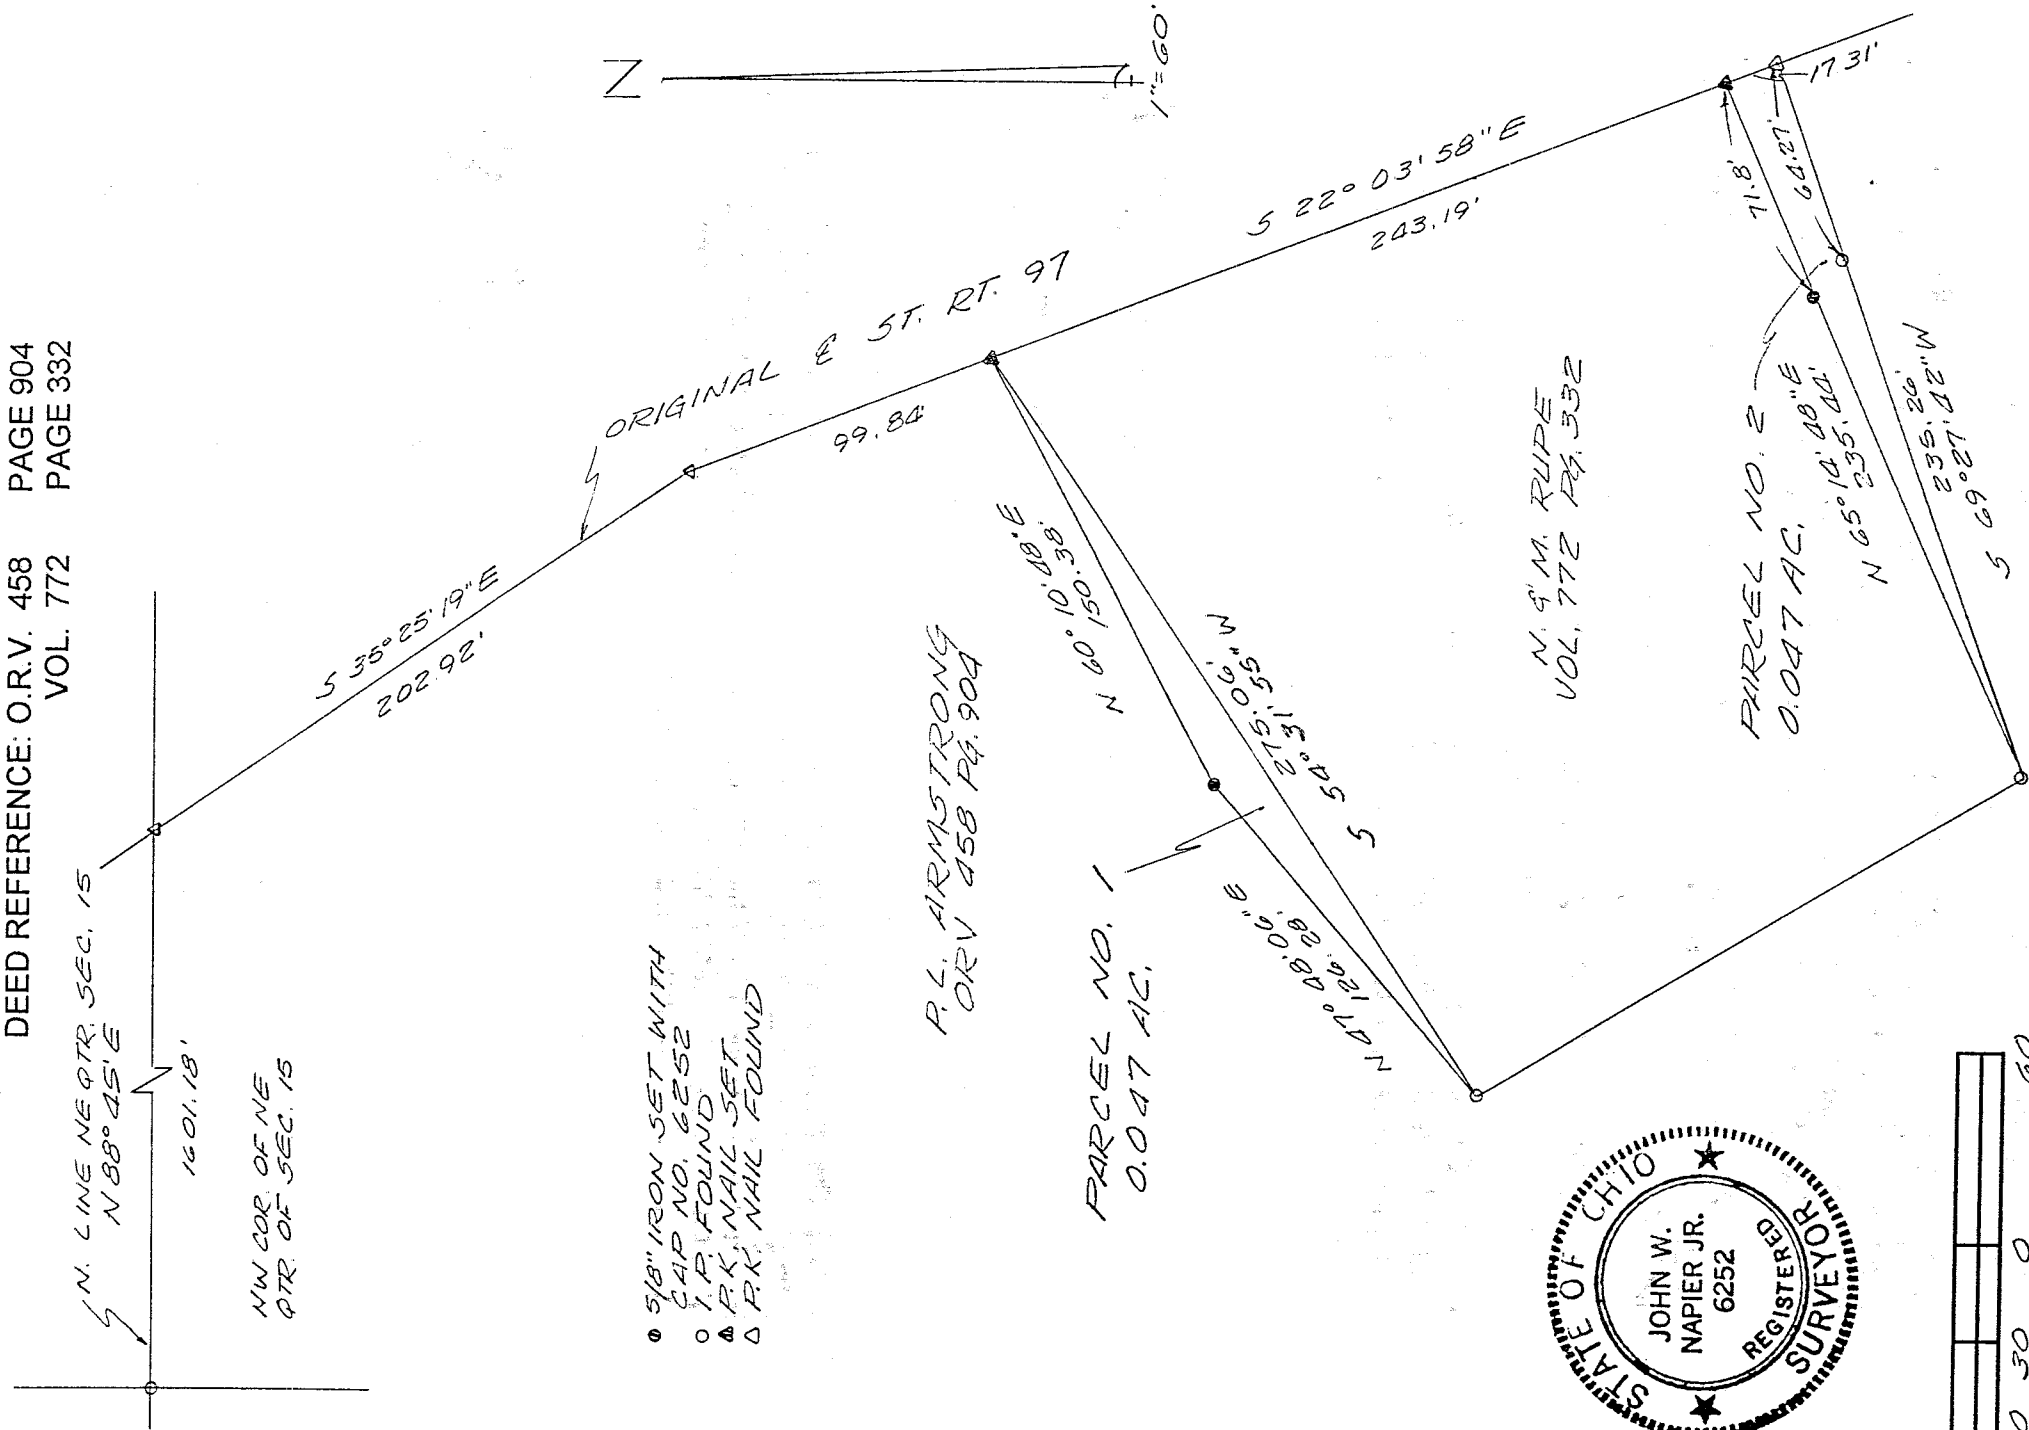 DEED REFERENCE: O.R.V. 458 PAGE 904
VOL. 772 PAGE 332
N. LINE NE QTR. SEC. 15
N 88° 45' E
1601.18'
NW COR. OF NE
QTR. OF SEC. 15
S 35° 25' 19" E
202.92'
ORIGINAL ℄ ST. RT. 97
99.84'
S 22° 03' 58" E
243.19'
N
1"=60'
5/8" IRON SET WITH
CAP NO. 6252
I.P. FOUND
P.K. NAIL SET
P.K. NAIL FOUND
P. L. ARMSTRONG
ORV 458 PG. 904
N 60° 10' 48" E
150.38'
PARCEL NO. 1
0.047 AC.
N 47° 48' 06" E
126.28'
275.06'
S 54° 31' 55" W
N. & M. RUPE
VOL. 772 PG. 332
PARCEL NO. 2
0.047 AC.
N 65° 14' 48" E
235.44'
71.8'
64.27'
17.31'
235.26'
S 69° 27' 42" W
STATE OF OHIO
JOHN W.
NAPIER JR.
6252
REGISTERED
SURVEYOR
0 30 0 60